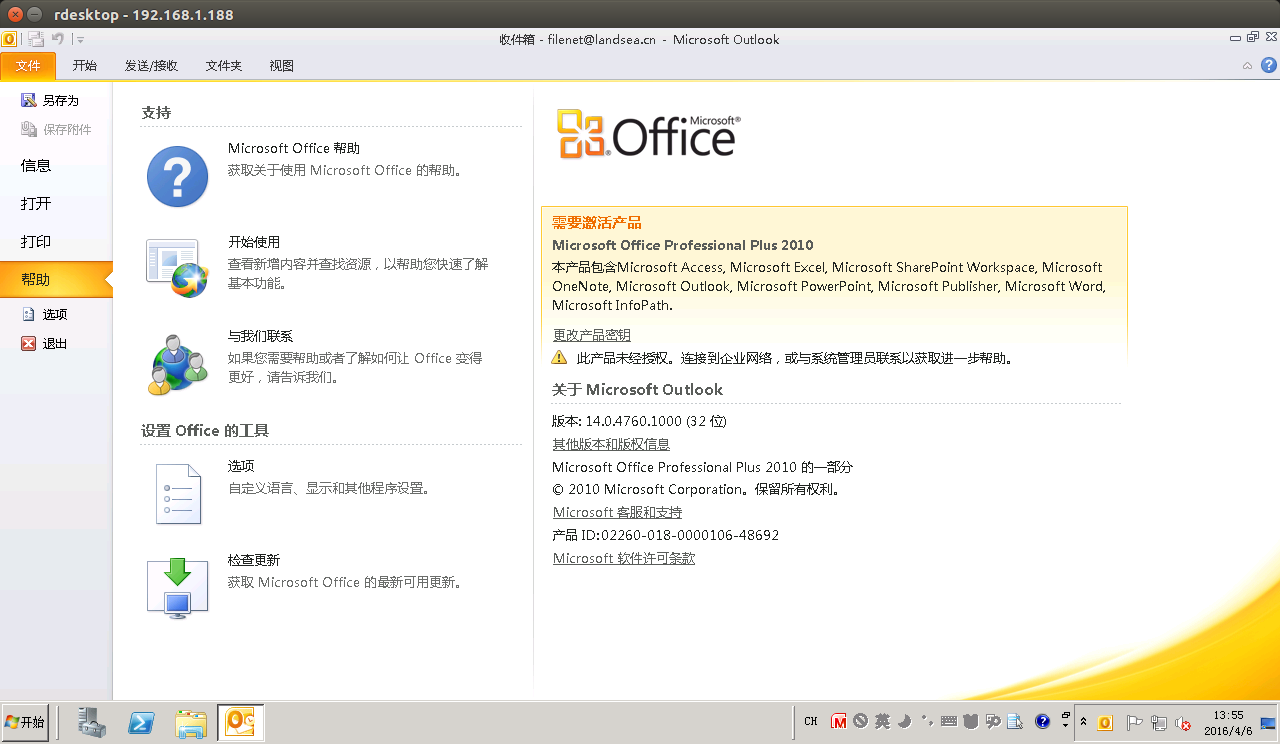 rdesktop - 192.168.1.188
收件箱 - filenet@landsea.cn - Microsoft Outlook
文件 开始 发送/接收 文件夹 视图
另存为
保存附件
信息
打开
打印
帮助
选项
退出
支持
Microsoft Office 帮助
获取关于使用 Microsoft Office 的帮助。
开始使用
查看新增内容并查找资源，以帮助您快速了解
基本功能。
与我们联系
如果您需要帮助或者了解如何让 Office 变得
更好，请告诉我们。
设置 Office 的工具
选项
自定义语言、显示和其他程序设置。
检查更新
获取 Microsoft Office 的最新可用更新。
Microsoft®
Office
需要激活产品
Microsoft Office Professional Plus 2010
本产品包含Microsoft Access, Microsoft Excel, Microsoft SharePoint Workspace, Microsoft
OneNote, Microsoft Outlook, Microsoft PowerPoint, Microsoft Publisher, Microsoft Word,
Microsoft InfoPath.
更改产品密钥
此产品未经授权。连接到企业网络，或与系统管理员联系以获取进一步帮助。
关于 Microsoft Outlook
版本: 14.0.4760.1000 (32 位)
其他版本和版权信息
Microsoft Office Professional Plus 2010 的一部分
© 2010 Microsoft Corporation。保留所有权利。
Microsoft 客服和支持
产品 ID:02260-018-0000106-48692
Microsoft 软件许可条款
开始
CH
英
13:55
2016/4/6